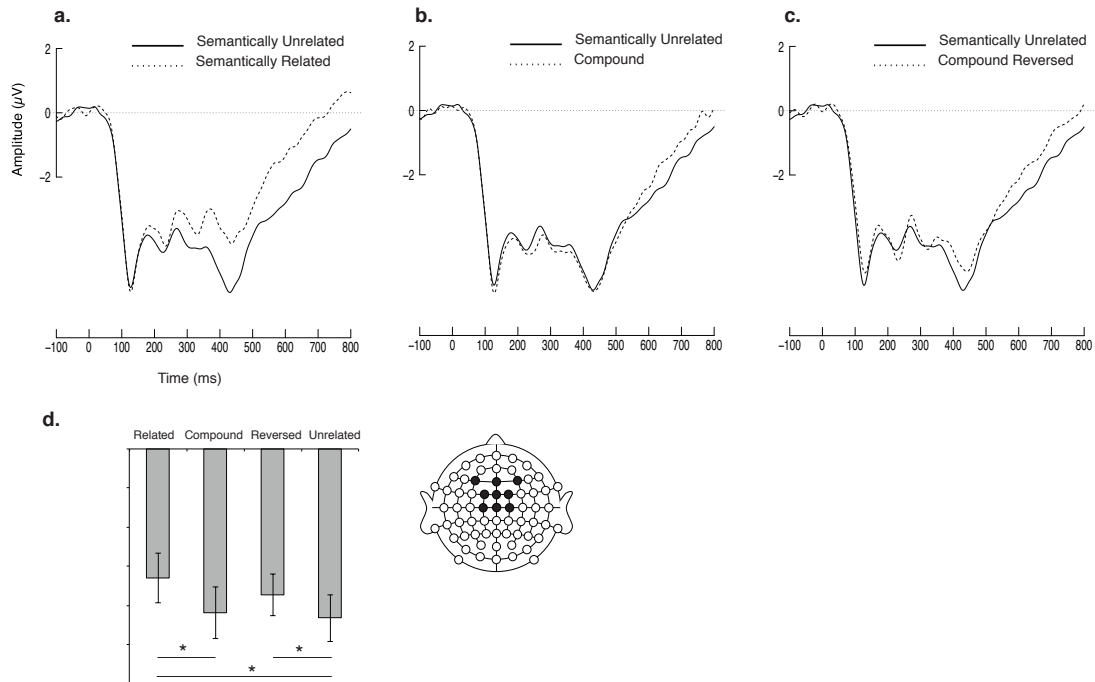 a.
Semantically Unrelated
Semantically Related
2
0
−2
Amplitude (µV)
−100 0 100 200 300 400 500 600 700 800
Time (ms)
b.
Semantically Unrelated
Compound
2
0
−2
−100 0 100 200 300 400 500 600 700 800
c.
Semantically Unrelated
Compound Reversed
2
0
−2
−100 0 100 200 300 400 500 600 700 800
d.
Related Compound Reversed Unrelated
* *
*